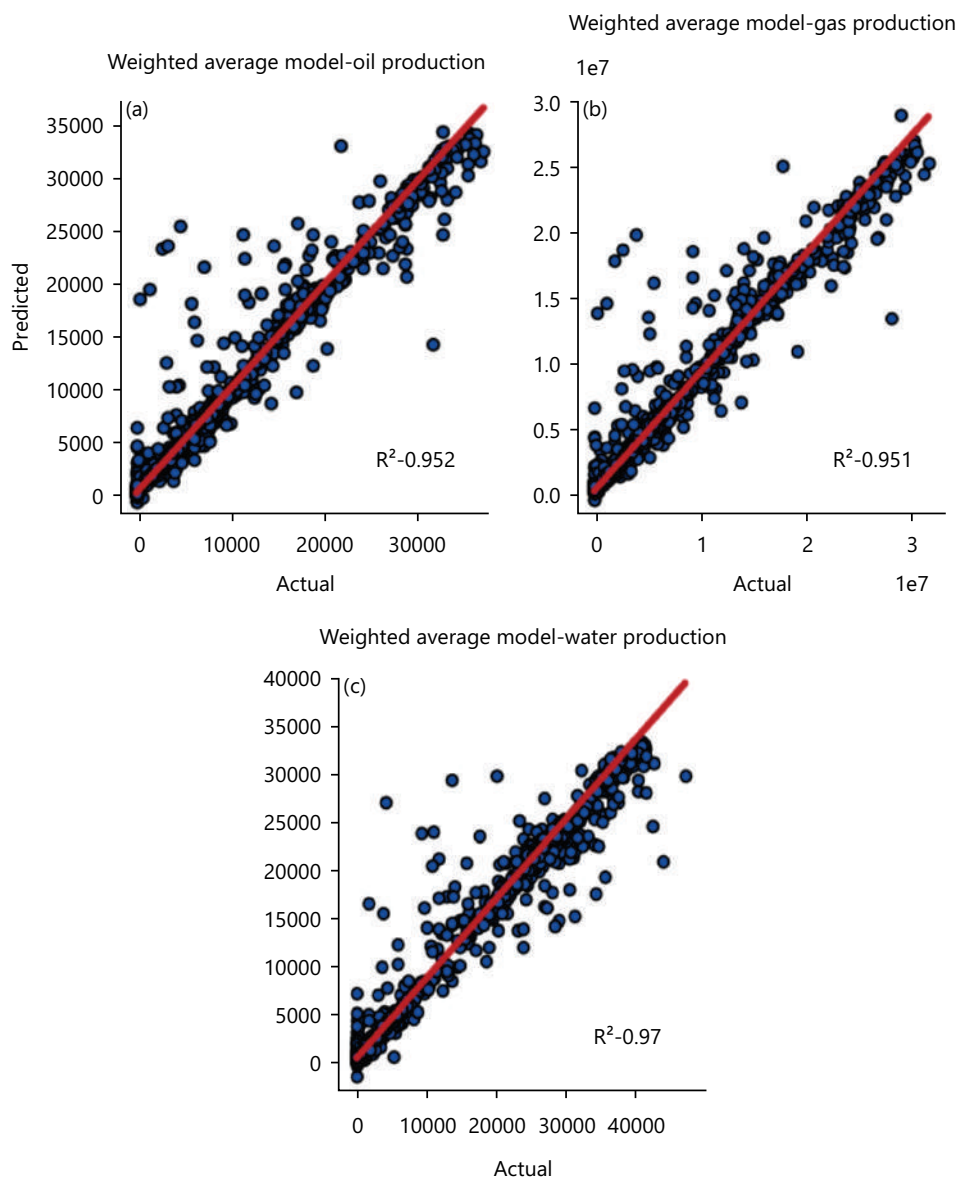 Weighted average model-oil production
(a)
35000
30000
25000
20000
15000
10000
5000
0
Predicted
R²-0.952
0 10000 20000 30000
Actual
Weighted average model-gas production
1e7
(b)
3.0
2.5
2.0
1.5
1.0
0.5
0.0
R²-0.951
0 1 2 3
Actual 1e7
Weighted average model-water production
(c)
40000
35000
30000
25000
20000
15000
10000
5000
0
R²-0.97
0 10000 20000 30000 40000
Actual